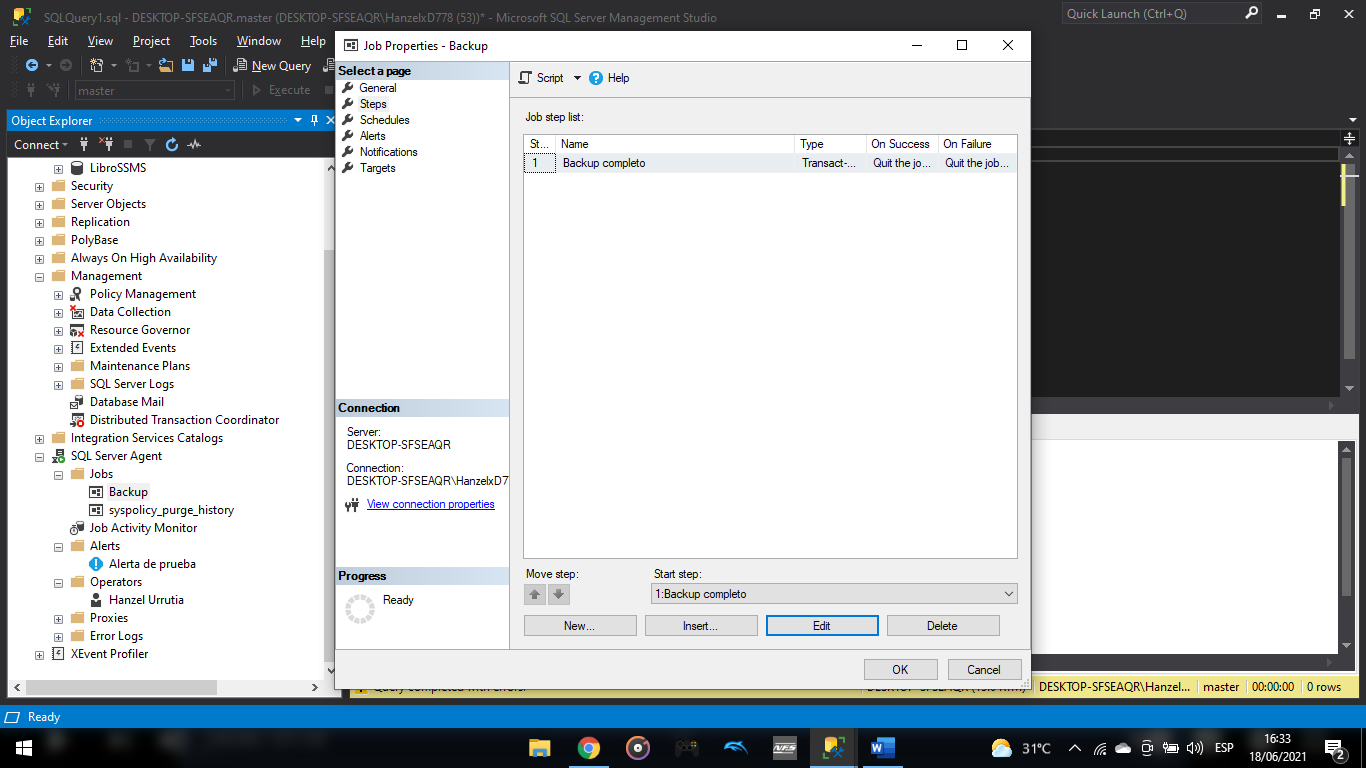 SQLQuery1.sql - DESKTOP-SFSEAQR.master (DESKTOP-SFSEAQR\HanzelxD778 (53))* - Microsoft SQL Server Management Studio
Quick Launch (Ctrl+Q)
File Edit View Project Tools Window Help
New Query
master
Execute
Object Explorer
Connect
LibroSSMS
Security
Server Objects
Replication
PolyBase
Always On High Availability
Management
Policy Management
Data Collection
Resource Governor
Extended Events
Maintenance Plans
SQL Server Logs
Database Mail
Distributed Transaction Coordinator
Integration Services Catalogs
SQL Server Agent
Jobs
Backup
syspolicy_purge_history
Job Activity Monitor
Alerts
Alerta de prueba
Operators
Hanzel Urrutia
Proxies
Error Logs
XEvent Profiler
Job Properties - Backup
Select a page
General
Steps
Schedules
Alerts
Notifications
Targets
Connection
Server:
DESKTOP-SFSEAQR
Connection:
DESKTOP-SFSEAQR\HanzelxD7
View connection properties
Progress
Ready
Script Help
Job step list:
St... Name Type On Success On Failure
1 Backup completo Transact-... Quit the jo... Quit the job...
Move step:
Start step:
1:Backup completo
New... Insert... Edit Delete
OK Cancel
Query completed with errors.
DESKTOP-SFSEAQR DESKTOP-SFSEAQR\Hanzel... master 00:00:00 0 rows
Ready
NFS
31°C
ESP
16:33
18/06/2021
2